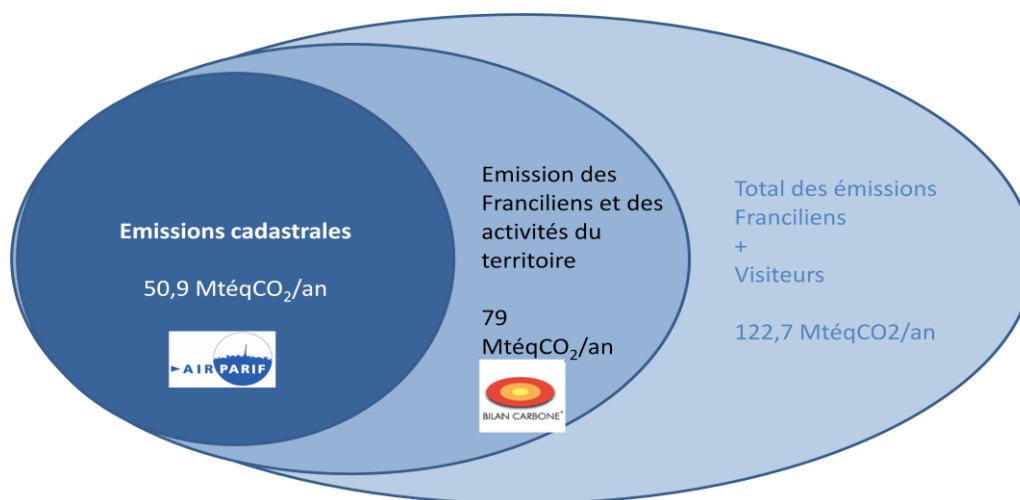 Emissions cadastrales
50,9 MtéqCO₂/an
AIRPARIF
Emission des
Franciliens et des
activités du
territoire
79
MtéqCO₂/an
BILAN CARBONE®
Total des émissions
Franciliens
+
Visiteurs
122,7 MtéqCO2/an